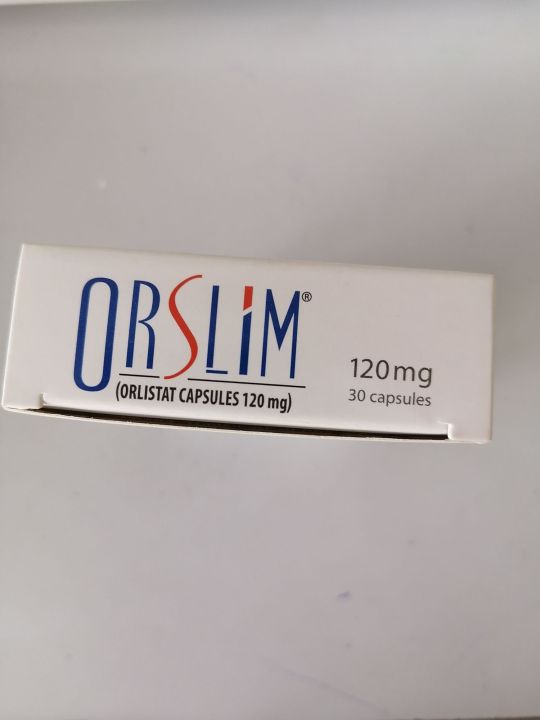 ORSLIM®
(ORLISTAT CAPSULES 120 mg)
120mg
30 capsules